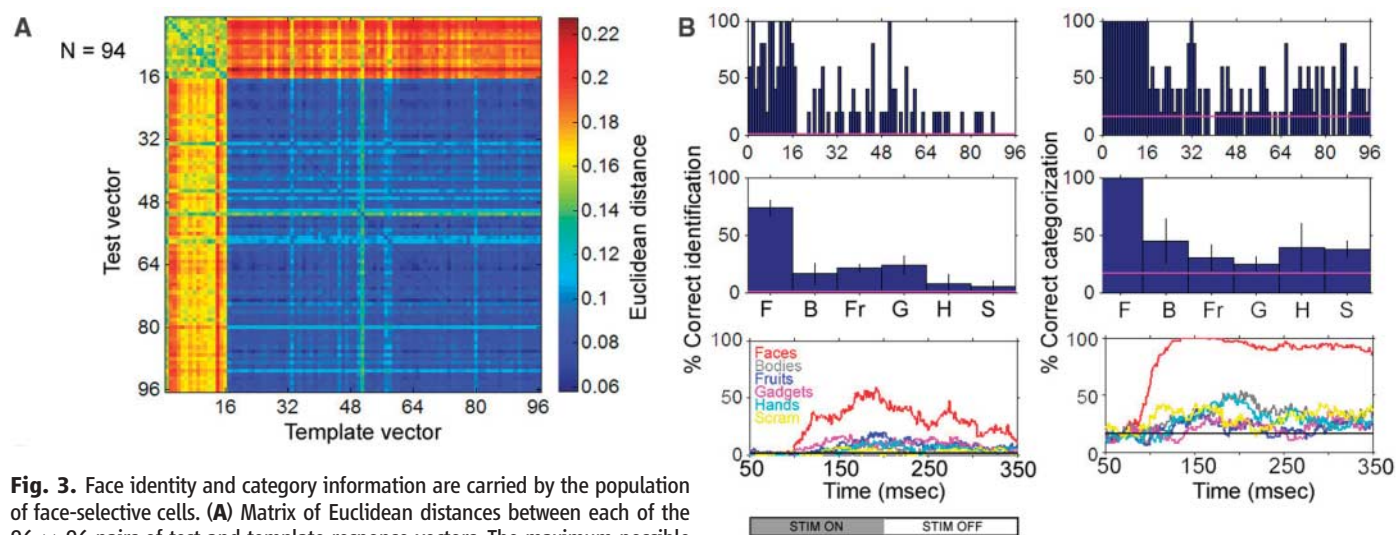 A
N = 94
16
32
48
64
80
96
Test vector
16 32 48 64 80 96
Template vector
0.22
0.2
0.18
0.16
0.14
0.12
0.1
0.08
0.06
Euclidean distance
Fig. 3. Face identity and category information are carried by the population
of face-selective cells. (A) Matrix of Euclidean distances between each of the
B
% Correct identification
100
50
0
0 16 32 48 64 80 96
100
50
0
F B Fr G H S
100
50
0
Faces
Bodies
Fruits
Gadgets
Hands
Scram
50 150 250 350
Time (msec)
STIM ON STIM OFF
% Correct categorization
100
50
0
0 16 32 48 64 80 96
100
50
0
F B Fr G H S
100
50
0
50 150 250 350
Time (msec)